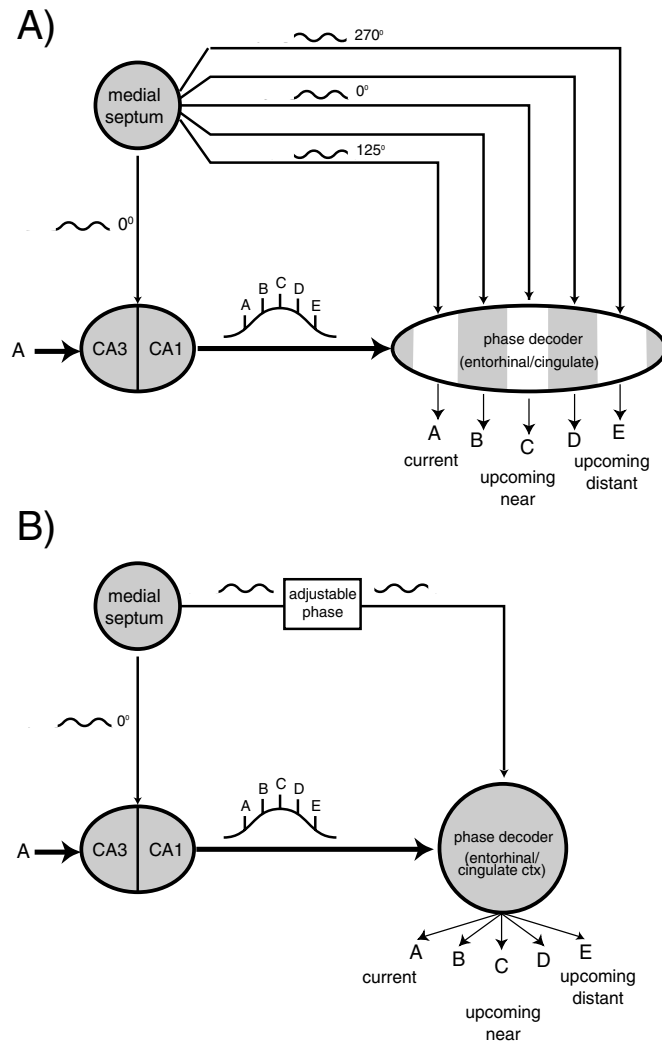 A)
270°
medial
septum
0°
125°
0°
A B C D E
A
CA3 CA1
phase decoder
(entorhinal/cingulate)
A B C D E
current
upcoming
near
upcoming
distant
B)
medial
septum
adjustable
phase
0°
A B C D E
A
CA3 CA1
phase decoder
(entorhinal/
cingulate ctx)
A B C D E
current
upcoming
distant
upcoming
near